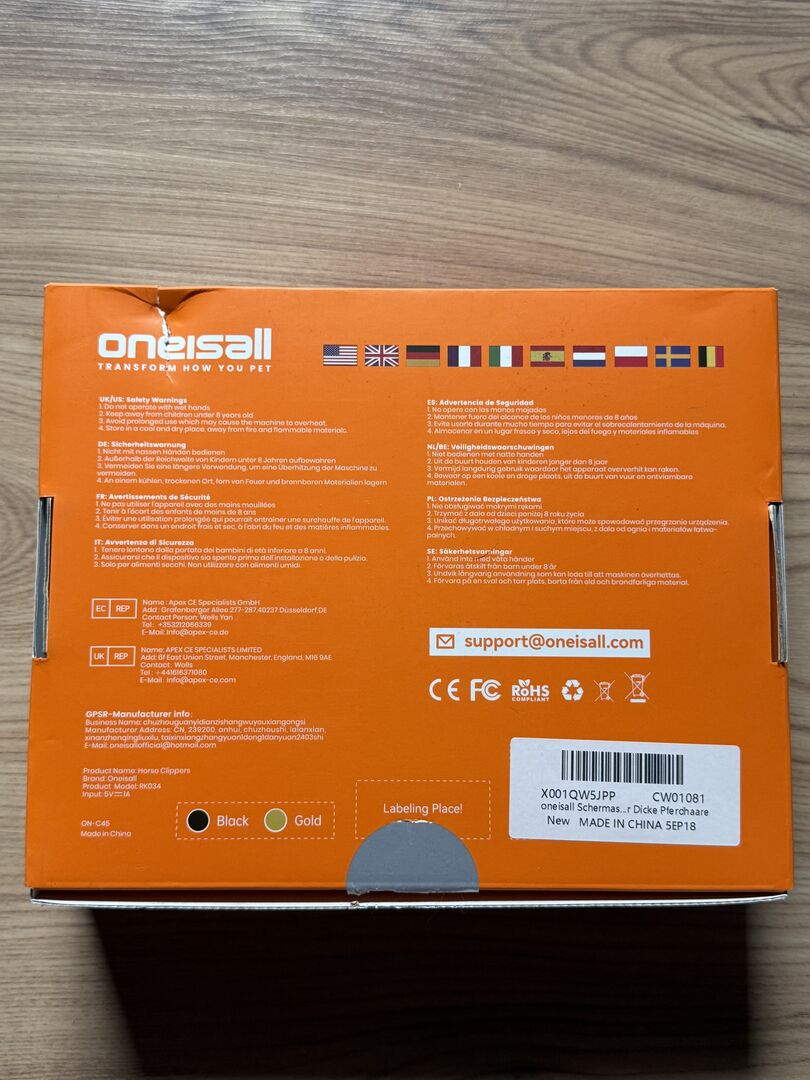 oneisall
TRANSFORM HOW YOU PET
UK/US: Safety Warnings
1. Do not operate with wet hands
2. Keep away from children under 8 years old
3. Avoid prolonged use which may cause the machine to overheat.
4. Store in a cool and dry place, away from fire and flammable materials.
DE: Sicherheitswarnung
1. Nicht mit nassen Händen bedienen
2. Außerhalb der Reichweite von Kindern unter 8 Jahren aufbewahren
3. Vermeiden Sie eine längere Verwendung, um eine Überhitzung der Maschine zu
vermeiden.
4. An einem kühlen, trockenen Ort, fern von Feuer und brennbaren Materialien lagern
FR: Avertissements de Sécurité
1. Ne pas utiliser l'appareil avec des mains mouillées
2. Tenir à l'écart des enfants de moins de 8 ans
3. Éviter une utilisation prolongée qui pourrait entraîner une surchauffe de l'appareil.
4. Conserver dans un endroit frais et sec, à l'abri du feu et des matières inflammables.
IT: Avvertenza di Sicurezza
1. Tenere lontano dalla portata dei bambini di età inferiore a 8 anni.
2. Assicurarsi che il dispositivo sia spento prima dell'installazione o della pulizia.
3. Solo per alimenti secchi. Non utilizzare con alimenti umidi.
ES: Advertencia de Seguridad
1. No opere con las manos mojadas
2. Mantener fuera del alcance de los niños menores de 8 años
3. Evite usarlo durante mucho tiempo para evitar el sobrecalentamiento de la máquina.
4. Almacenar en un lugar fresco y seco, lejos del fuego y materiales inflamables
NL/BE: Veiligheidswaarschuwingen
1. Niet bedienen met natte handen
2. Uit de buurt houden van kinderen jonger dan 8 jaar
3. Vermijd langdurig gebruik waardoor het apparaat oververhit kan raken.
4. Bewaar op een koele en droge plaats, uit de buurt van vuur en ontvlambare
materialen.
PL: Ostrzeżenia Bezpieczeństwa
1. Nie obsługiwać mokrymi rękami
2. Trzymać z dala od dzieci poniżej 8 roku życia
3. Unikać długotrwałego użytkowania, które może spowodować przegrzanie urządzenia.
4. Przechowywać w chłodnym i suchym miejscu, z dala od ognia i materiałów łatwo-
palnych.
SE: Säkerhetsvarningar
1. Använd inte med våta händer
2. Förvaras åtskilt från barn under 8 år
3. Undvik långvarig användning som kan leda till att maskinen överhettas.
4. Förvara på en sval och torr plats, borta från eld och brandfarliga material.
EC REP
Name : Apex CE Specialists GmbH
Add : Grafenberger Allee 277-287,40237 Düsseldorf,DE
Contact Person: Wells Yan
Tel: +353212066339
E-Mail: Info@apex-ce.de
UK REP
Name: APEX CE SPECIALISTS LIMITED
Add: 6f East Union Street, Manchester, England, M16 9AE
Contact: Wells
Tel : +441616371080
E-Mail : Info@apex-ce.com
support@oneisall.com
CE FC RoHS
COMPLIANT
GPSR-Manufacturer info:
Business Name: chuzhouguanyidianzishangwuyouxiangongsi
Manufacturer Address: CN, 239200, anhui, chuzhoushi, laianxian,
xinanzhenqingliuxilu, taixinxiangzhangyuan1dong1danyuan2403shi
E-Mail: oneisallofficial@hotmail.com
Product Name: Horse Clippers
Brand: Oneisall
Product Model: RK034
Input: 5V⎓1A
ON-C45
Made in China
Black
Gold
Labeling Place!
X001QW5JPP CW01081
oneisall Schermas...r Dicke Pferdhaare
New MADE IN CHINA SEP18